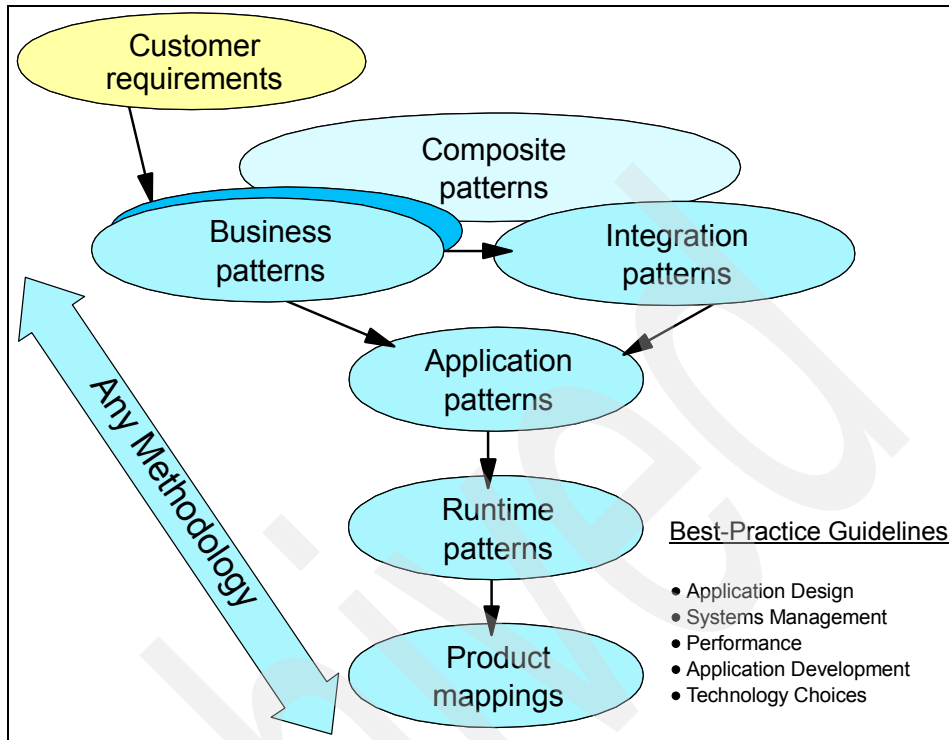 Customer
requirements
Composite
patterns
Business
patterns
Integration
patterns
Application
patterns
Any Methodology
Runtime
patterns
Best-Practice Guidelines
• Application Design
• Systems Management
• Performance
• Application Development
• Technology Choices
Product
mappings